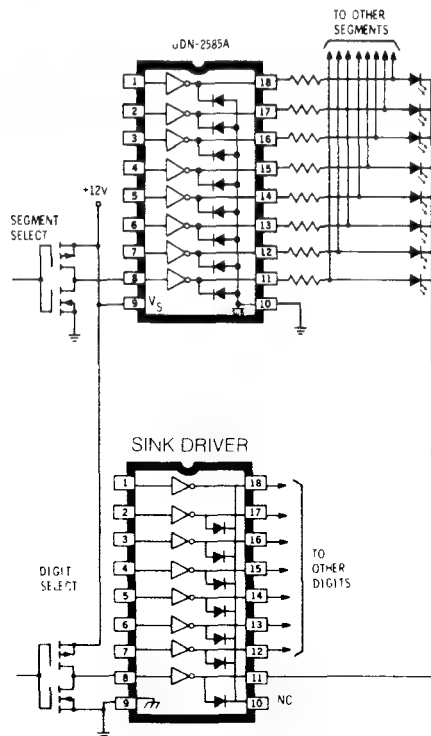 TO OTHER
SEGMENTS
UDN-2585A
1
18
2
17
3
16
4
15
+12V
5
14
SEGMENT
SELECT
6
13
7
12
8
11
9
VS
10
SINK DRIVER
1
18
2
17
3
16
4
15
TO
OTHER
DIGITS
DIGIT
SELECT
5
14
6
13
7
12
8
11
9
10
NC